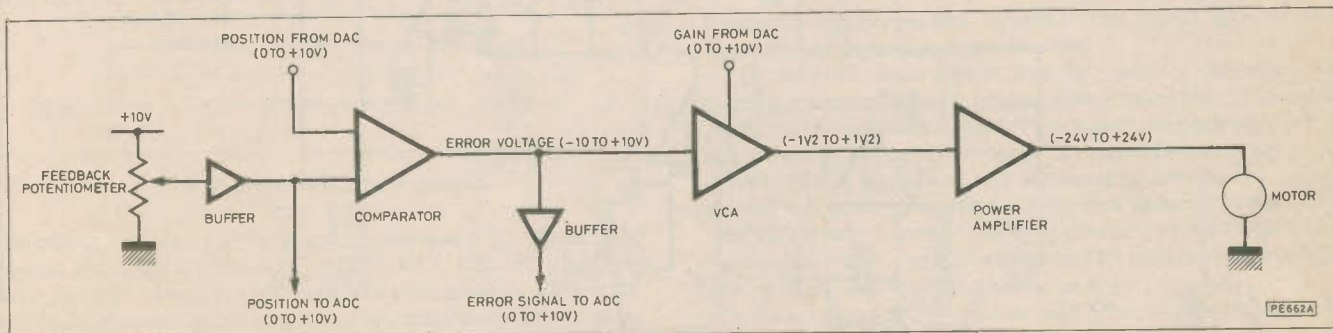 POSITION FROM DAC
(0 TO +10V)
GAIN FROM DAC
(0 TO +10V)
+10V
ERROR VOLTAGE (-10 TO +10V)
(-1V2 TO +1V2)
(-24V TO +24V)
FEEDBACK
POTENTIOMETER
BUFFER
COMPARATOR
BUFFER
VCA
POWER
AMPLIFIER
MOTOR
POSITION TO ADC
(0 TO +10V)
ERROR SIGNAL TO ADC
(0 TO +10V)
PE662A